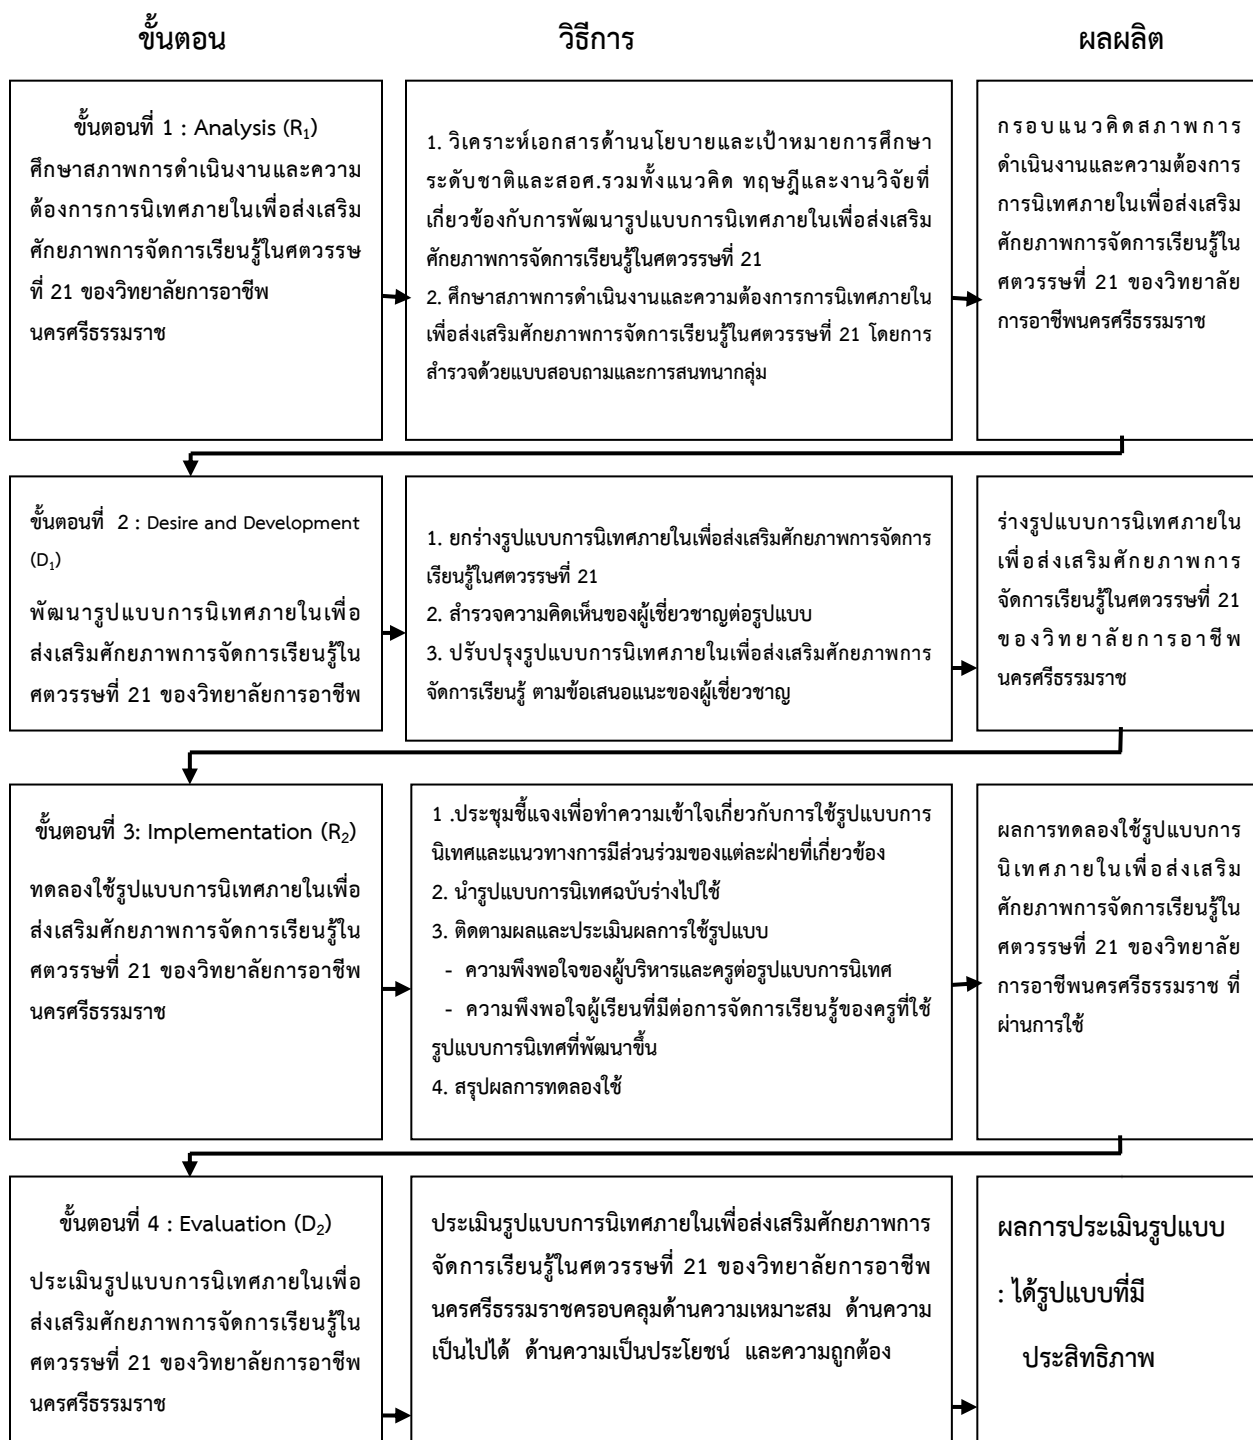 ขั้นตอน
วิธีการ
ผลผลิต
ขั้นตอนที่ 1 : Analysis (R₁)
ศึกษาสภาพการดำเนินงานและความ
ต้องการการนิเทศภายในเพื่อส่งเสริม
ศักยภาพการจัดการเรียนรู้ในศตวรรษ
ที่ 21 ของวิทยาลัยการอาชีพ
นครศรีธรรมราช
1. วิเคราะห์เอกสารด้านนโยบายและเป้าหมายการศึกษา
ระดับชาติและสอศ.รวมทั้งแนวคิด ทฤษฎีและงานวิจัยที่
เกี่ยวข้องกับการพัฒนารูปแบบการนิเทศภายในเพื่อส่งเสริม
ศักยภาพการจัดการเรียนรู้ในศตวรรษที่ 21
2. ศึกษาสภาพการดำเนินงานและความต้องการการนิเทศภายใน
เพื่อส่งเสริมศักยภาพการจัดการเรียนรู้ในศตวรรษที่ 21 โดยการ
สำรวจด้วยแบบสอบถามและการสนทนากลุ่ม
กรอบแนวคิดสภาพการ
ดำเนินงานและความต้องการ
การนิเทศภายในเพื่อส่งเสริม
ศักยภาพการจัดการเรียนรู้ใน
ศตวรรษที่ 21 ของวิทยาลัย
การอาชีพนครศรีธรรมราช
ขั้นตอนที่ 2 : Desire and Development
(D₁)
พัฒนารูปแบบการนิเทศภายในเพื่อ
ส่งเสริมศักยภาพการจัดการเรียนรู้ใน
ศตวรรษที่ 21 ของวิทยาลัยการอาชีพ
1. ยกร่างรูปแบบการนิเทศภายในเพื่อส่งเสริมศักยภาพการจัดการ
เรียนรู้ในศตวรรษที่ 21
2. สำรวจความคิดเห็นของผู้เชี่ยวชาญต่อรูปแบบ
3. ปรับปรุงรูปแบบการนิเทศภายในเพื่อส่งเสริมศักยภาพการ
จัดการเรียนรู้ ตามข้อเสนอแนะของผู้เชี่ยวชาญ
ร่างรูปแบบการนิเทศภายใน
เพื่อส่งเสริมศักยภาพการ
จัดการเรียนรู้ในศตวรรษที่ 21
ของวิทยาลัยการอาชีพ
นครศรีธรรมราช
ขั้นตอนที่ 3: Implementation (R₂)
ทดลองใช้รูปแบบการนิเทศภายในเพื่อ
ส่งเสริมศักยภาพการจัดการเรียนรู้ใน
ศตวรรษที่ 21 ของวิทยาลัยการอาชีพ
นครศรีธรรมราช
1 .ประชุมชี้แจงเพื่อทำความเข้าใจเกี่ยวกับการใช้รูปแบบการ
นิเทศและแนวทางการมีส่วนร่วมของแต่ละฝ่ายที่เกี่ยวข้อง
2. นำรูปแบบการนิเทศฉบับร่างไปใช้
3. ติดตามผลและประเมินผลการใช้รูปแบบ
- ความพึงพอใจของผู้บริหารและครูต่อรูปแบบการนิเทศ
- ความพึงพอใจผู้เรียนที่มีต่อการจัดการเรียนรู้ของครูที่ใช้
รูปแบบการนิเทศที่พัฒนาขึ้น
4. สรุปผลการทดลองใช้
ผลการทดลองใช้รูปแบบการ
นิเทศภายในเพื่อส่งเสริม
ศักยภาพการจัดการเรียนรู้ใน
ศตวรรษที่ 21 ของวิทยาลัย
การอาชีพนครศรีธรรมราช ที่
ผ่านการใช้
ขั้นตอนที่ 4 : Evaluation (D₂)
ประเมินรูปแบบการนิเทศภายในเพื่อ
ส่งเสริมศักยภาพการจัดการเรียนรู้ใน
ศตวรรษที่ 21 ของวิทยาลัยการอาชีพ
นครศรีธรรมราช
ประเมินรูปแบบการนิเทศภายในเพื่อส่งเสริมศักยภาพการ
จัดการเรียนรู้ในศตวรรษที่ 21 ของวิทยาลัยการอาชีพ
นครศรีธรรมราชครอบคลุมด้านความเหมาะสม ด้านความ
เป็นไปได้ ด้านความเป็นประโยชน์ และความถูกต้อง
ผลการประเมินรูปแบบ
: ได้รูปแบบที่มี
ประสิทธิภาพ